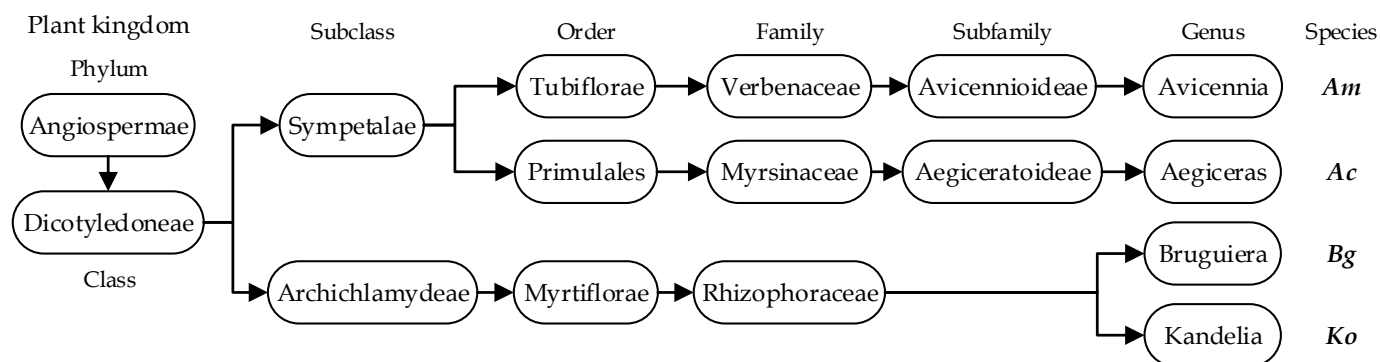 Plant kingdom
Subclass Order Family Subfamily Genus Species
Phylum
Tubiflorae Verbenaceae Avicennioideae Avicennia Am
Angiospermae Sympetalae
Primulales Myrsinaceae Aegiceratoideae Aegiceras Ac
Dicotyledoneae
Bruguiera Bg
Class
Archichlamydeae Myrtiflorae Rhizophoraceae
Kandelia Ko